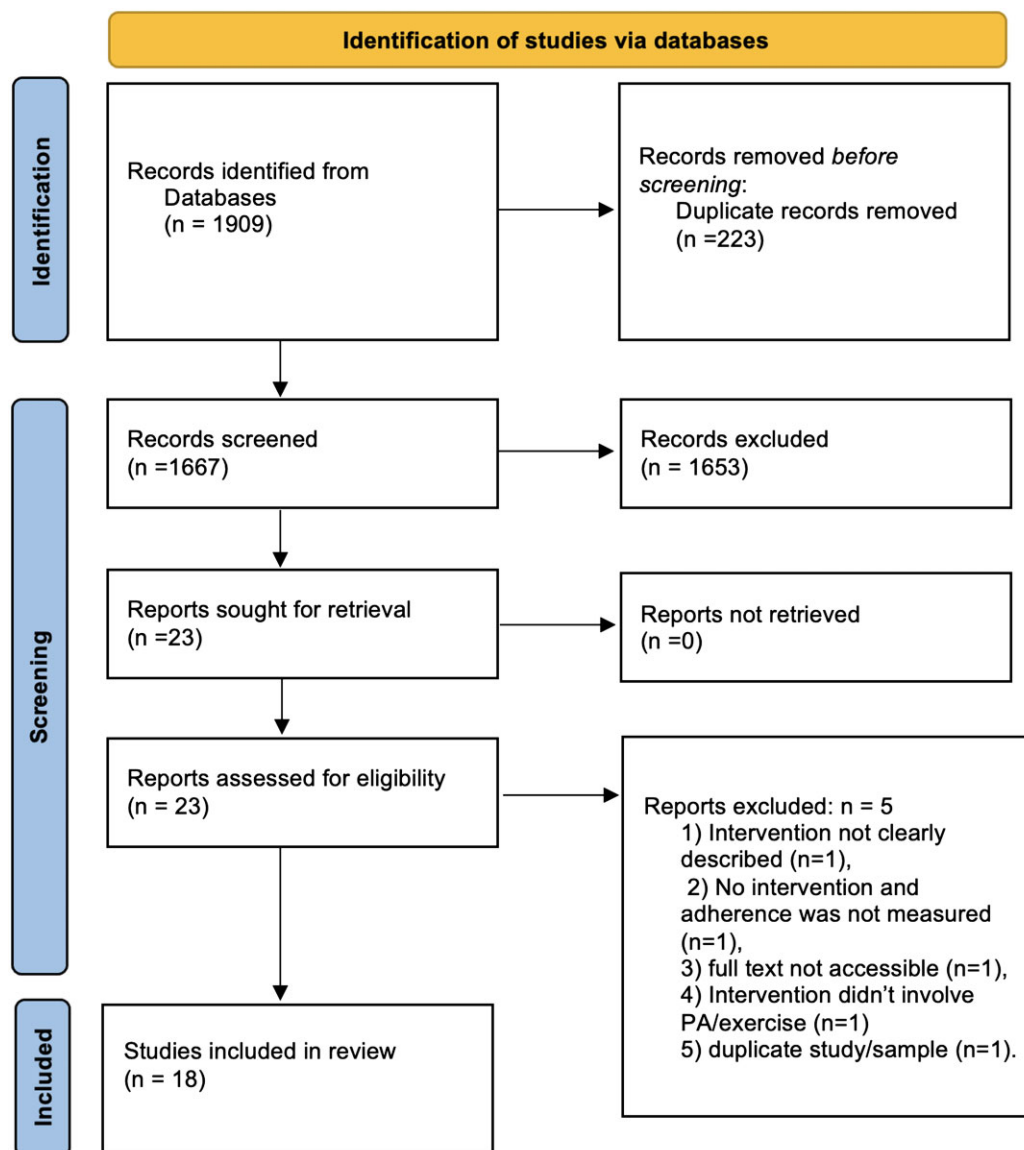 Identification of studies via databases
Identification
Records identified from
Databases
(n = 1909)
Records removed before
screening:
Duplicate records removed
(n =223)
Screening
Records screened
(n =1667)
Records excluded
(n = 1653)
Reports sought for retrieval
(n =23)
Reports not retrieved
(n =0)
Reports assessed for eligibility
(n = 23)
Reports excluded: n = 5
1) Intervention not clearly
described (n=1),
2) No intervention and
adherence was not measured
(n=1),
3) full text not accessible (n=1),
4) Intervention didn’t involve
PA/exercise (n=1)
5) duplicate study/sample (n=1).
Included
Studies included in review
(n = 18)